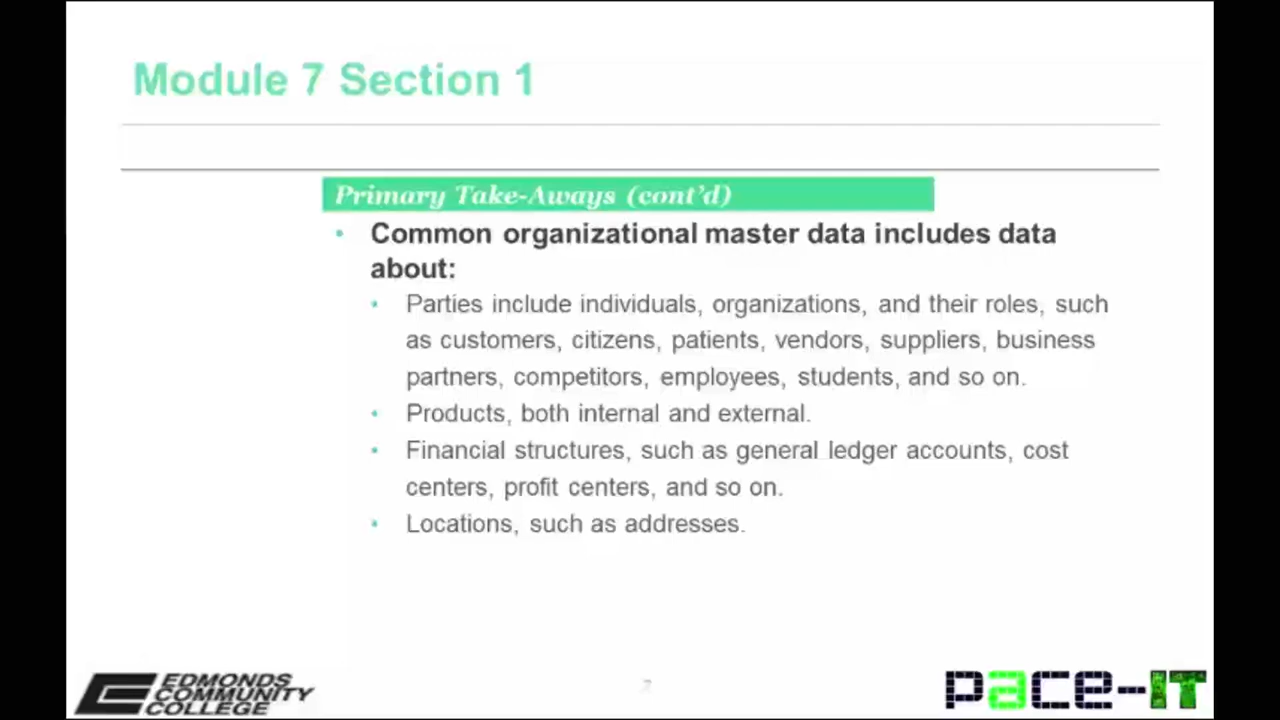 Module 7 Section 1
Primary Take-Aways (cont'd)
• Common organizational master data includes data
about:
• Parties include individuals, organizations, and their roles, such
as customers, citizens, patients, vendors, suppliers, business
partners, competitors, employees, students, and so on.
• Products, both internal and external.
• Financial structures, such as general ledger accounts, cost
centers, profit centers, and so on.
• Locations, such as addresses.
EDMONDS
COMMUNITY
COLLEGE
7
pace-IT